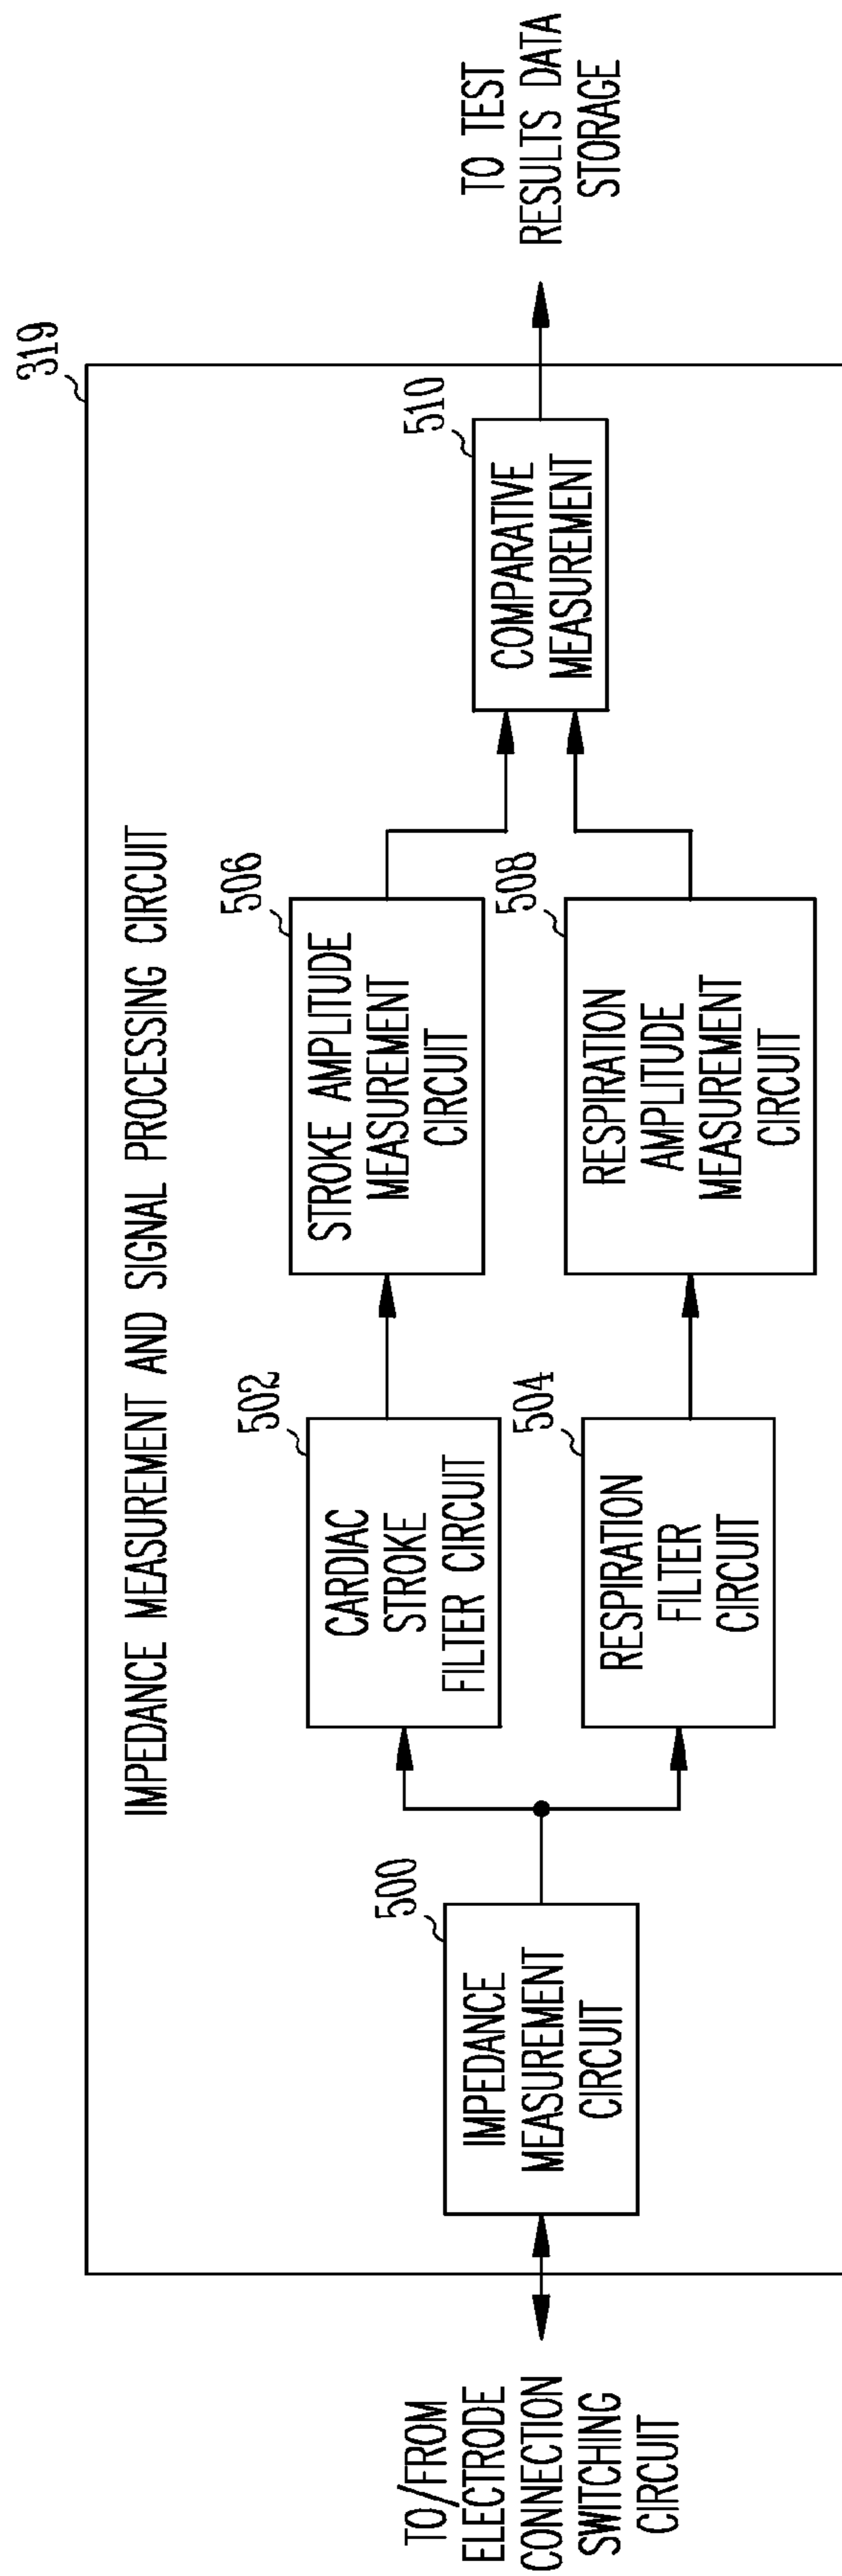 319
IMPEDANCE MEASUREMENT AND SIGNAL PROCESSING CIRCUIT
TO/FROM
ELECTRODE
CONNECTION
SWITCHING
CIRCUIT
500
IMPEDANCE
MEASUREMENT
CIRCUIT
502
CARDIAC
STROKE
FILTER CIRCUIT
504
RESPIRATION
FILTER
CIRCUIT
506
STROKE AMPLITUDE
MEASUREMENT
CIRCUIT
508
RESPIRATION
AMPLITUDE
MEASUREMENT
CIRCUIT
510
COMPARATIVE
MEASUREMENT
TO TEST
RESULTS DATA
STORAGE